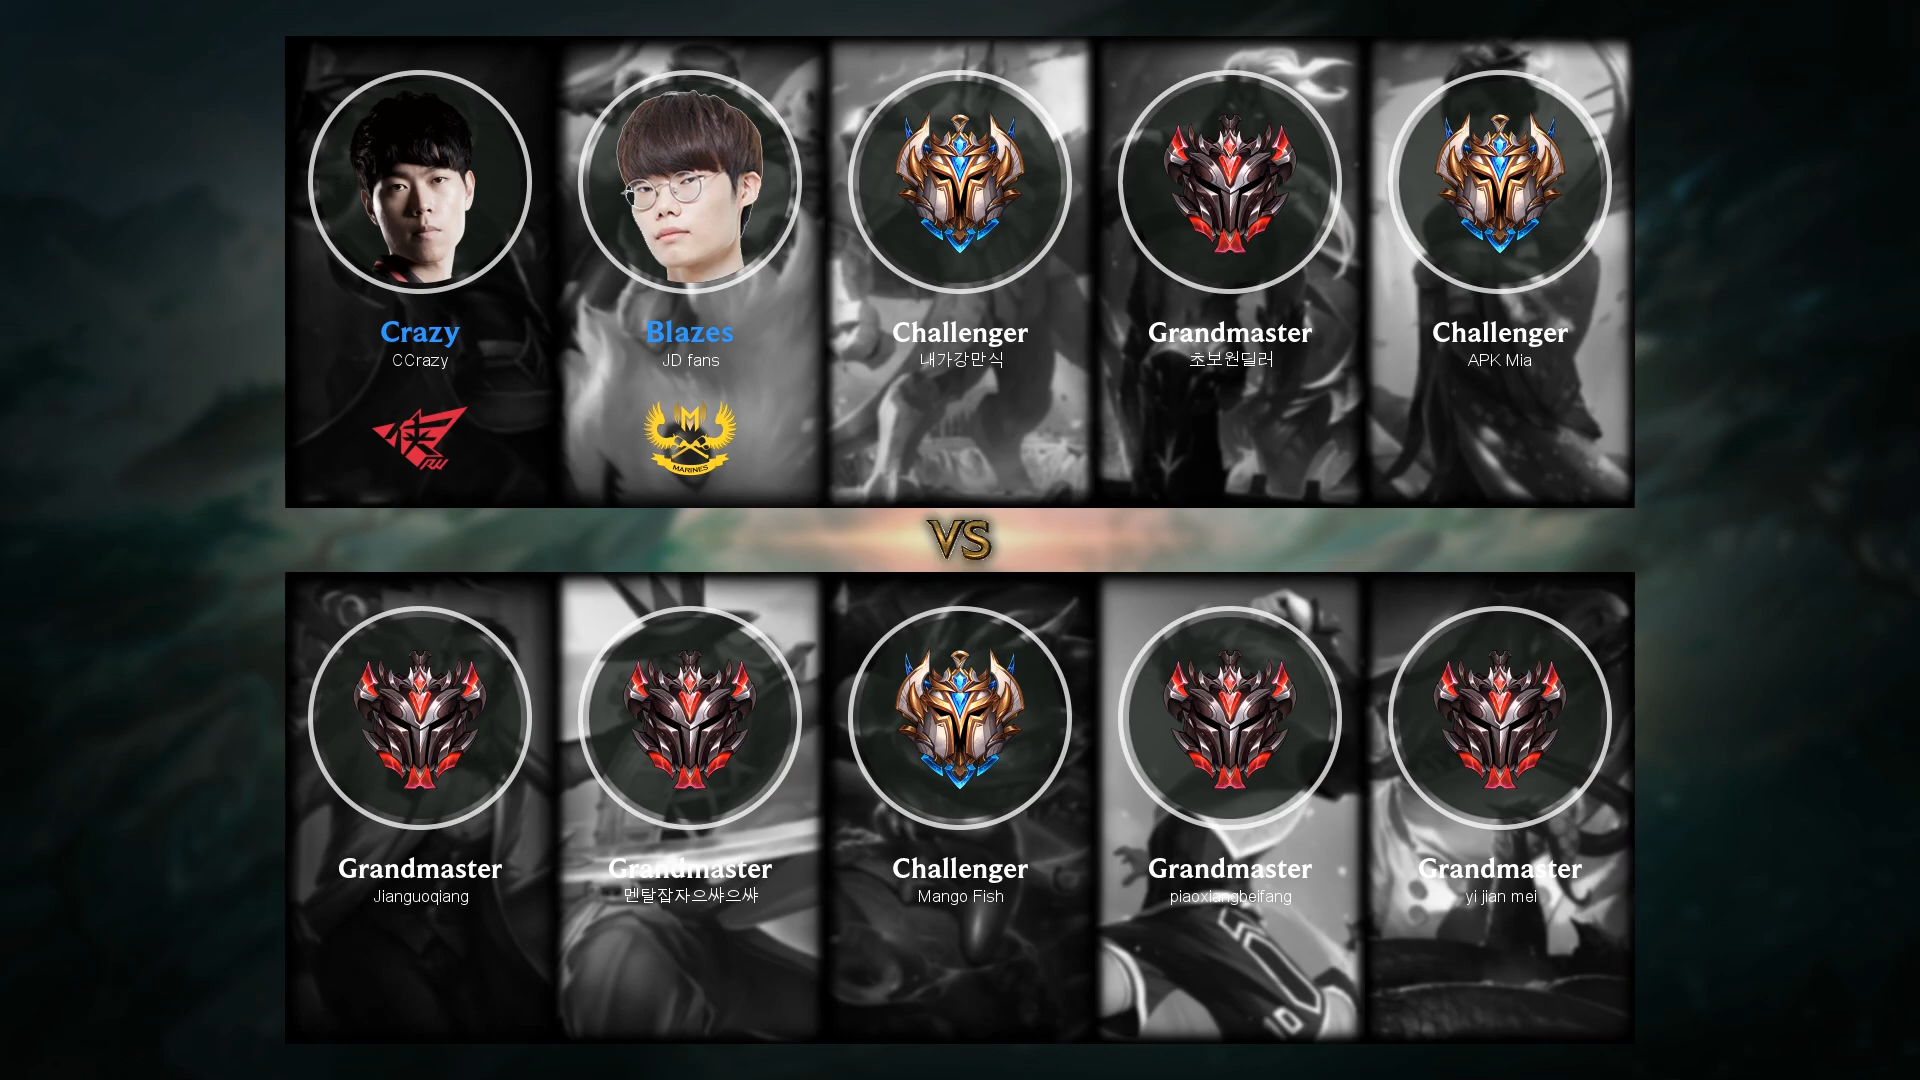 Crazy
CCrazy
RW
Blazes
JD fans
M
MARINES
Challenger
내가강만식
Grandmaster
초보원딜러
Challenger
APK Mia
VS
Grandmaster
Jianguoqiang
Grandmaster
멘탈잡자으쌰으쌰
Challenger
Mango Fish
Grandmaster
piaoxiangbeifang
Grandmaster
yi jian mei